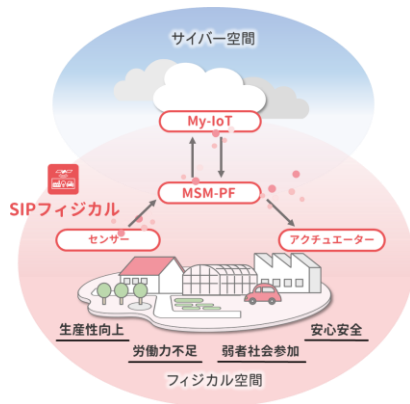 サイバー空間
My-IoT
MSM-PF
SIPフィジカル
センサー
アクチュエーター
生産性向上
安心安全
労働力不足
弱者社会参加
フィジカル空間